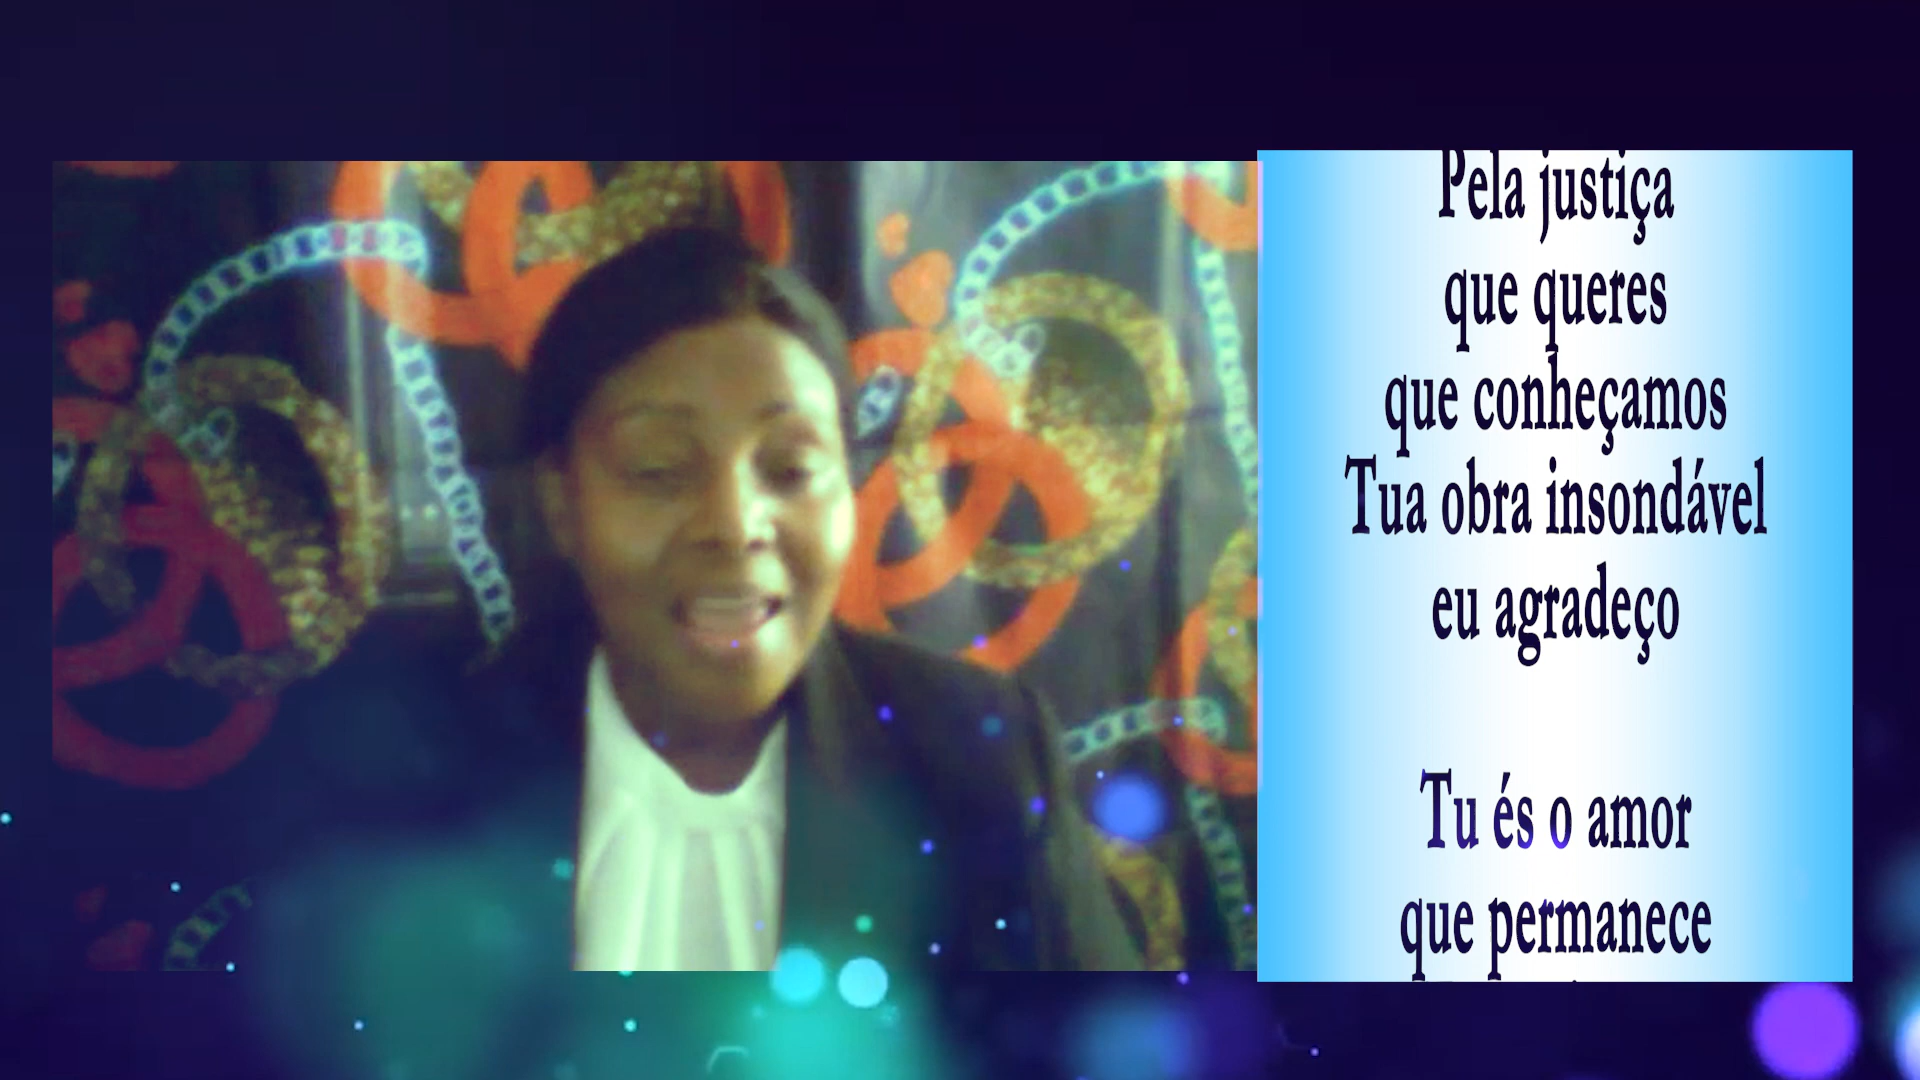 Pela justiça
que queres
que conheçamos
Tua obra insondável
eu agradeço
Tu és o amor
que permanece